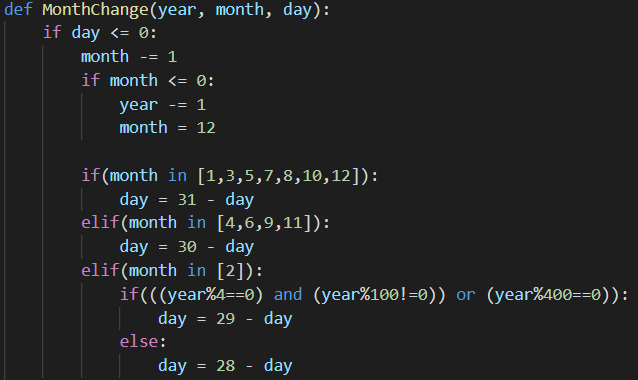 def MonthChange(year, month, day):
    if day <= 0:
        month -= 1
        if month <= 0:
            year -= 1
            month = 12

        if(month in [1,3,5,7,8,10,12]):
            day = 31 - day
        elif(month in [4,6,9,11]):
            day = 30 - day
        elif(month in [2]):
            if(((year%4==0) and (year%100!=0)) or (year%400==0)):
                day = 29 - day
            else:
                day = 28 - day